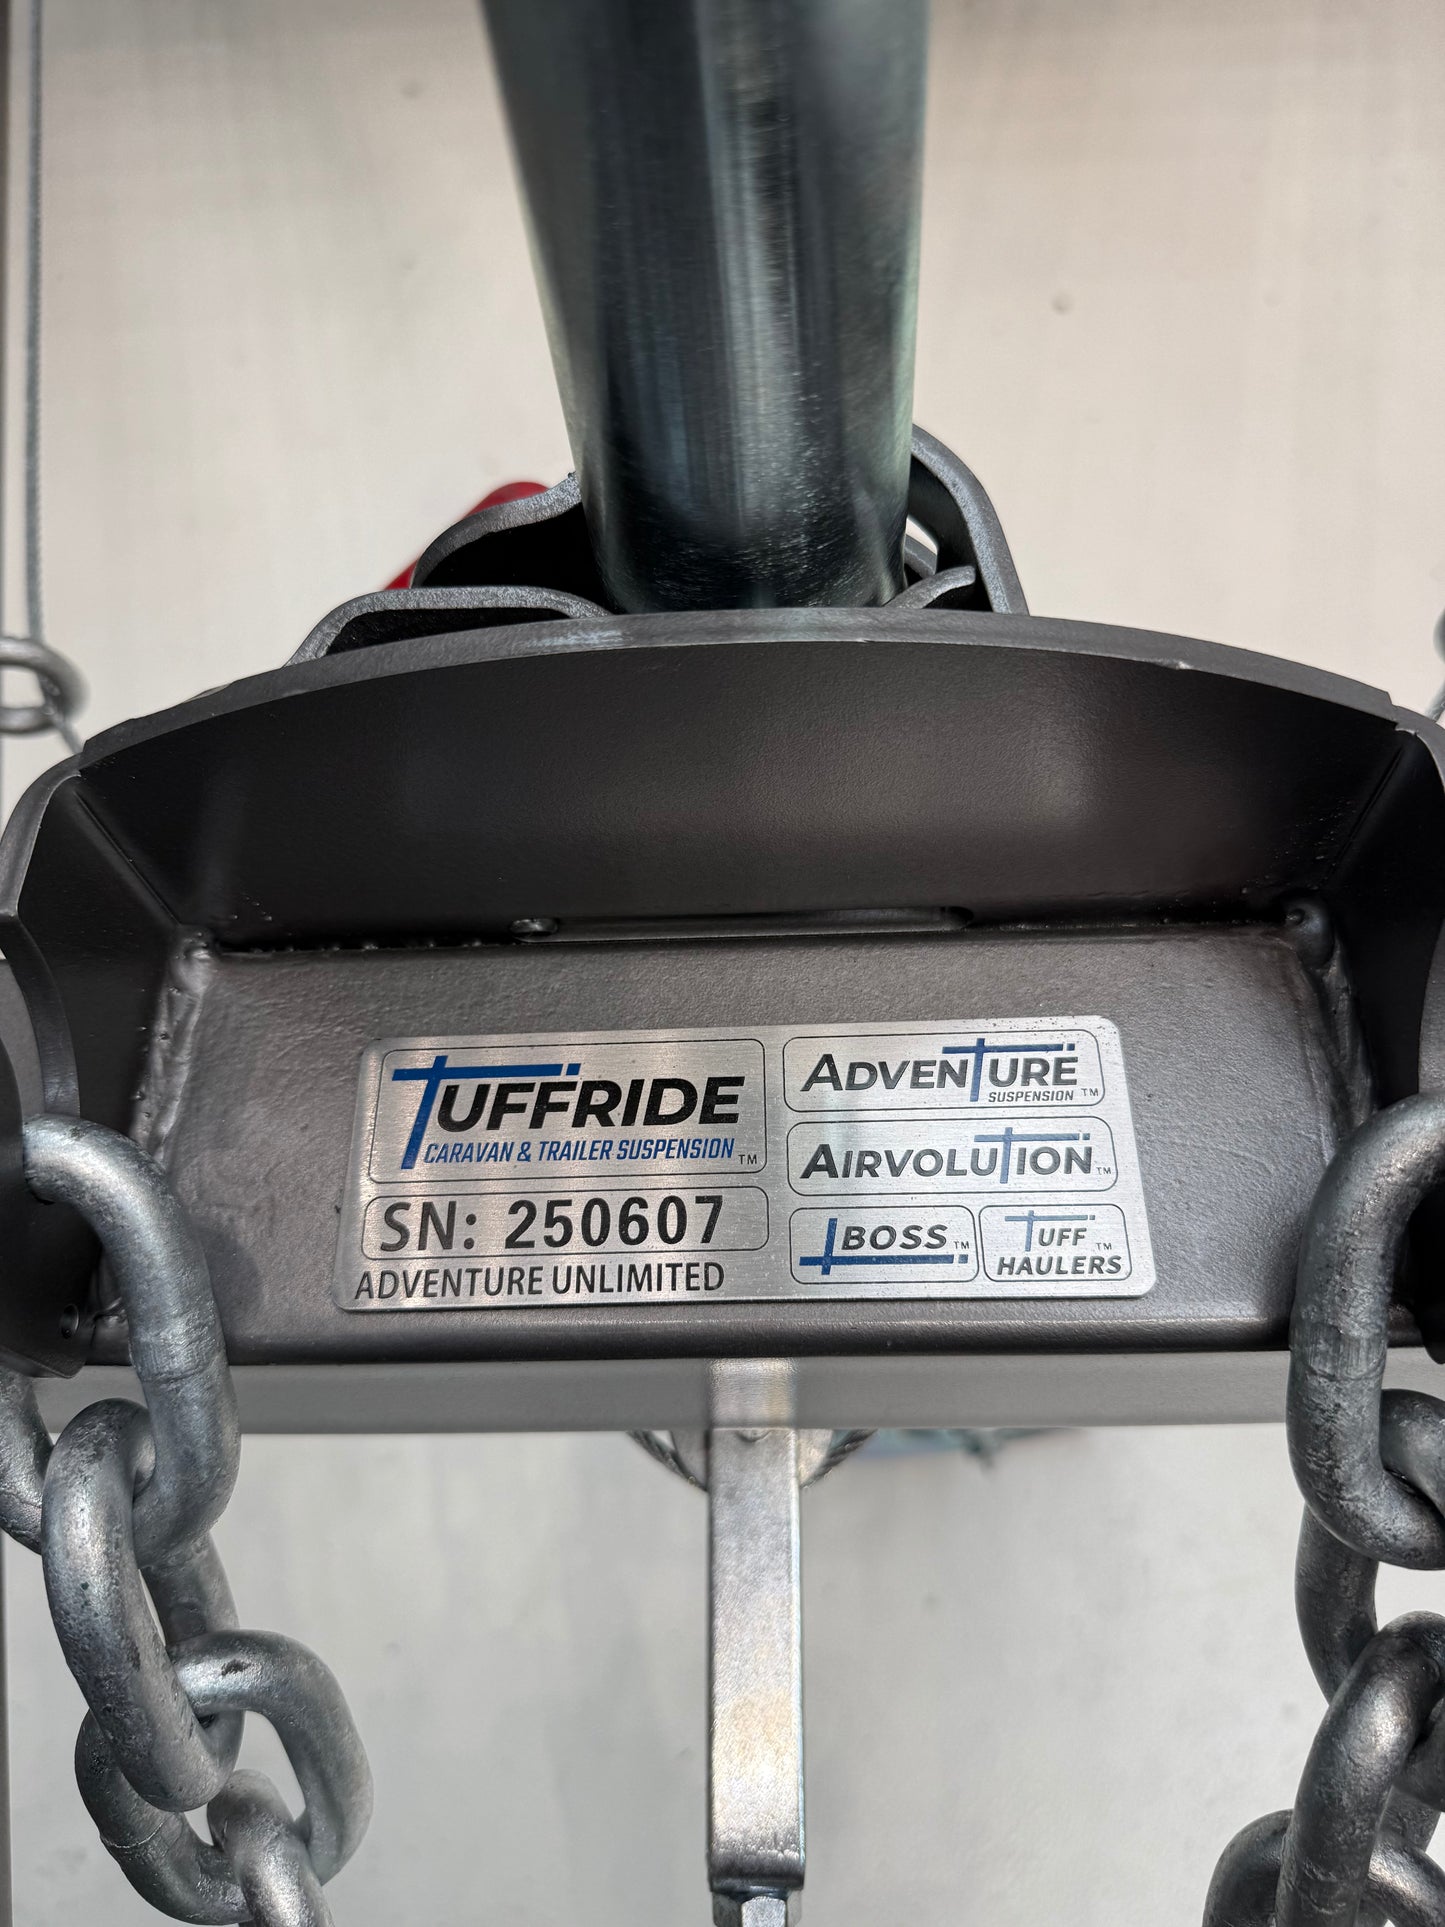 TUFFRIDE
CARAVAN & TRAILER SUSPENSION TM
SN: 250607
ADVENTURE UNLIMITED
ADVENTURE
SUSPENSION TM
AIRVOLUTION TM
BOSS TM
TUFF TM
HAULERS